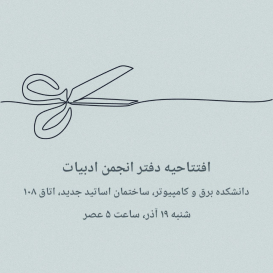 افتتاحیه دفتر انجمن ادبیات
دانشکده برق و کامپیوتر، ساختمان اساتید جدید، اتاق ۱۰۸
شنبه ۱۹ آذر، ساعت ۵ عصر